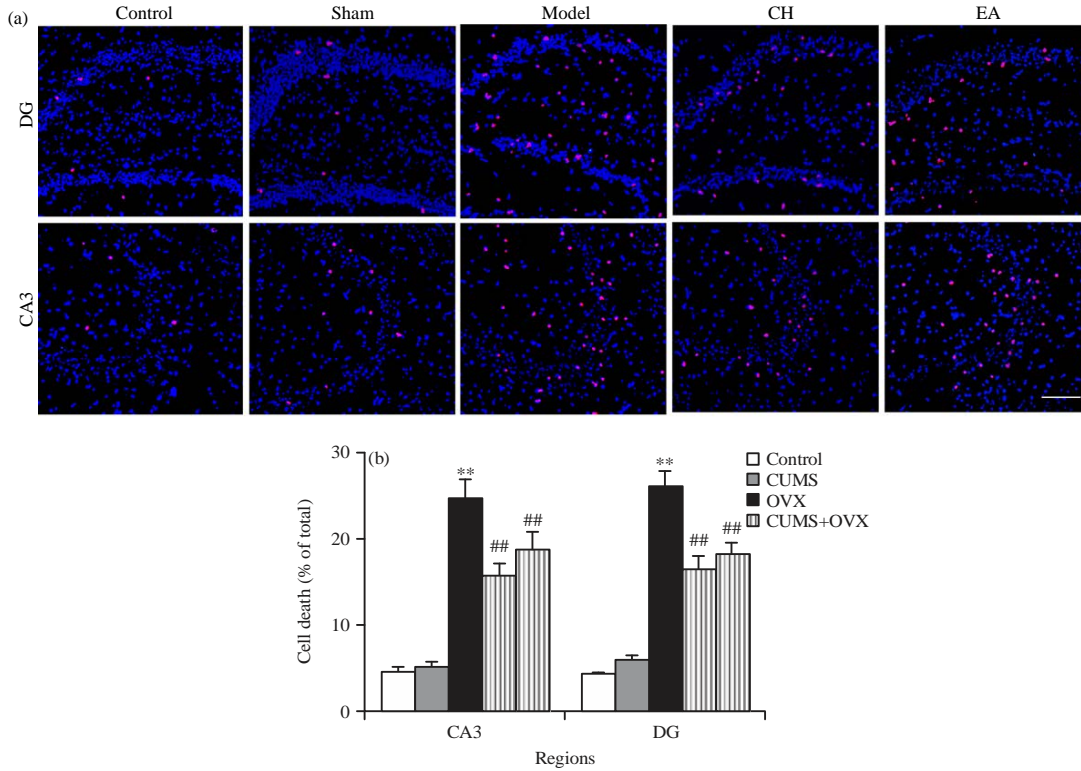 (a)
Control Sham Model CH EA
DG
CA3
(b)
Control
CUMS
OVX
CUMS+OVX
30
20
10
0
Cell death (% of total)
** ## ##
** ## ##
CA3 DG
Regions